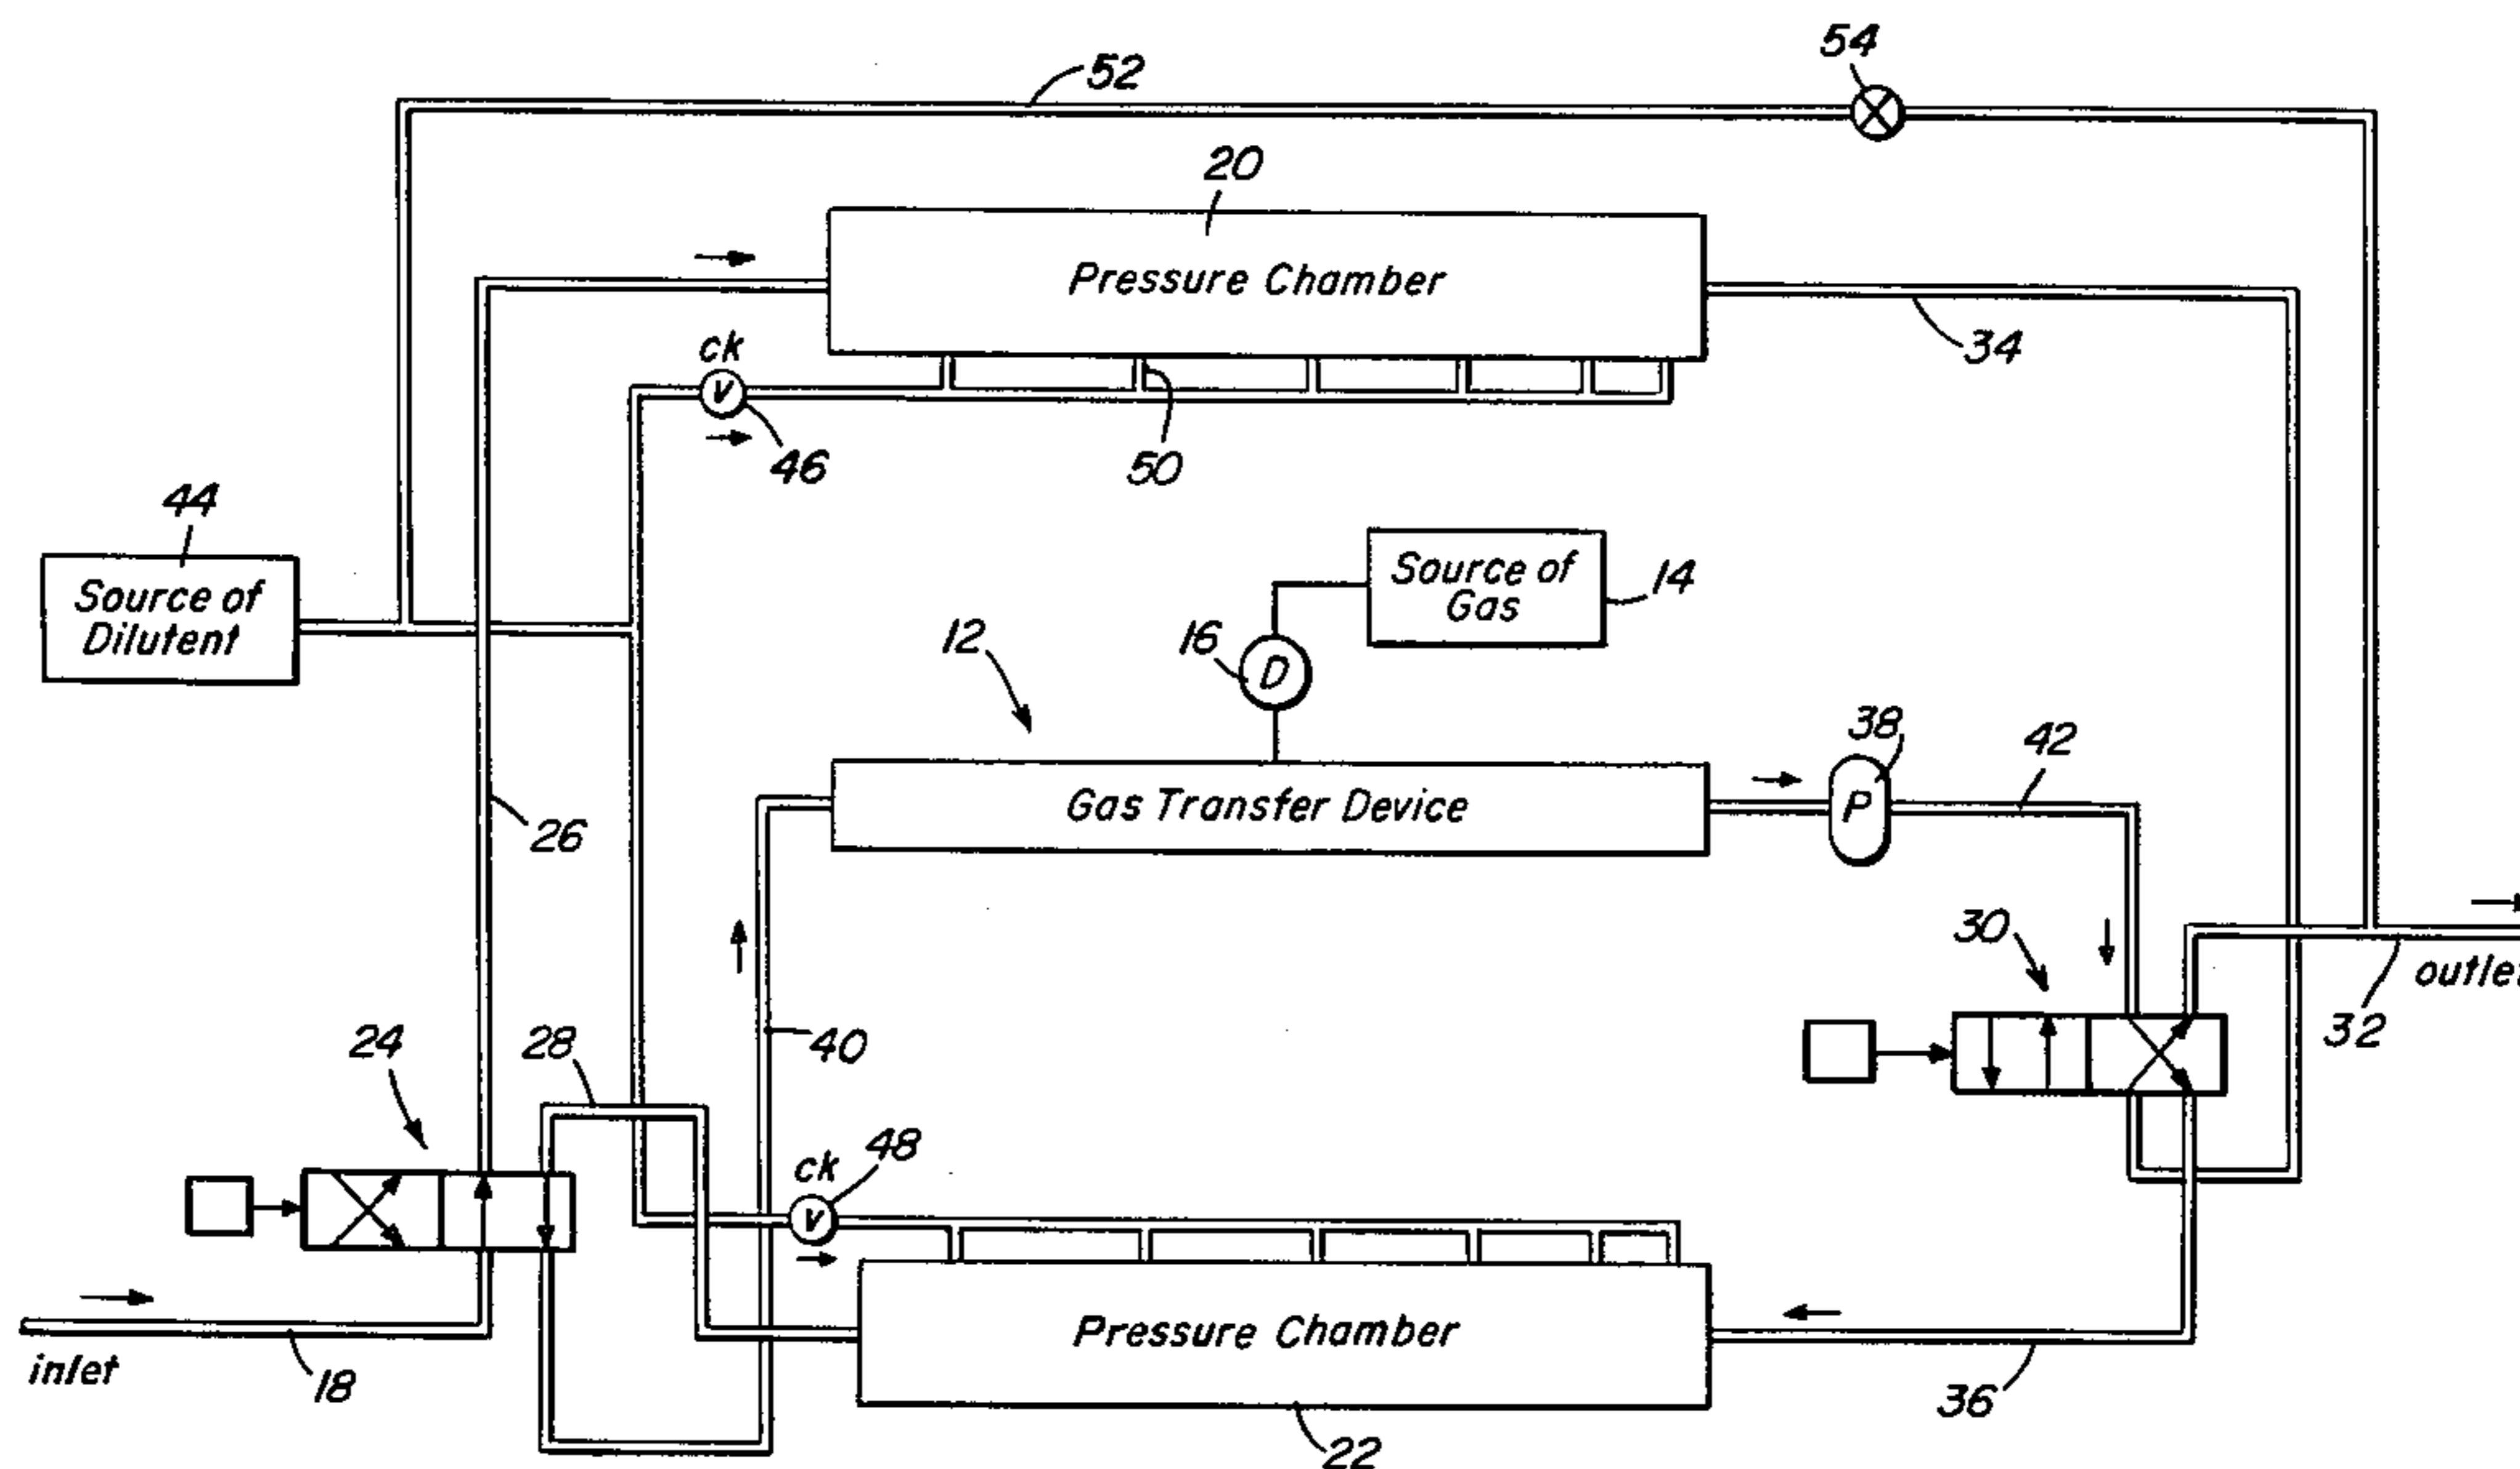 54
52
20
Pressure Chamber
34
ck
V
46
50
44
Source of
Dilutent
Source of
Gas
14
16
D
12
38
42
Gas Transfer Device
P
26
30
outlet
32
24
28
40
ck
48
V
Pressure Chamber
inlet
18
36
22